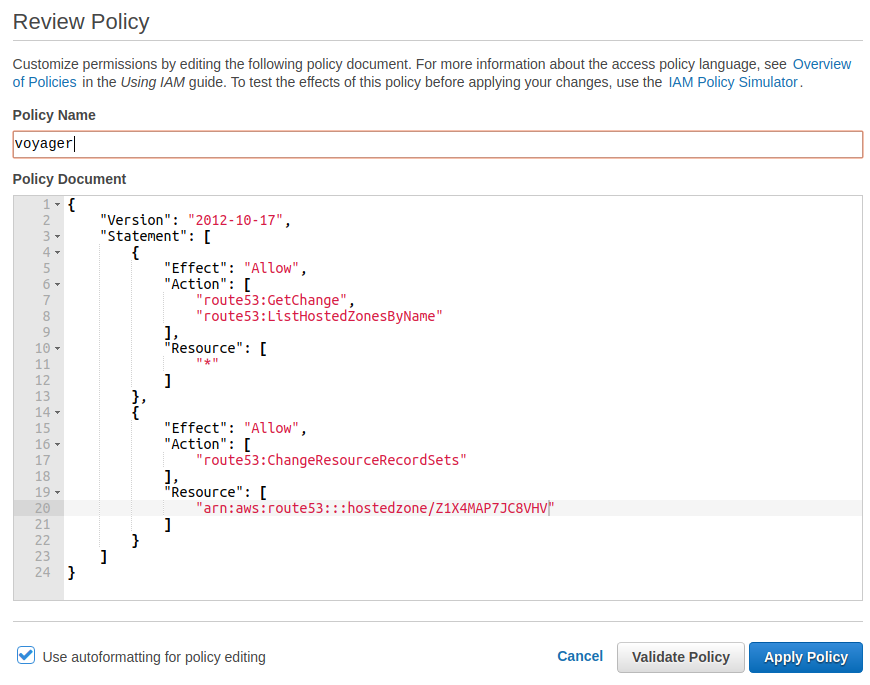 Review Policy
Customize permissions by editing the following policy document. For more information about the access policy language, see Overview
of Policies in the Using IAM guide. To test the effects of this policy before applying your changes, use the IAM Policy Simulator.
Policy Name
voyager
Policy Document
1 {
2     "Version": "2012-10-17",
3     "Statement": [
4         {
5             "Effect": "Allow",
6             "Action": [
7                 "route53:GetChange",
8                 "route53:ListHostedZonesByName"
9             ],
10             "Resource": [
11                 "*"
12             ]
13         },
14         {
15             "Effect": "Allow",
16             "Action": [
17                 "route53:ChangeResourceRecordSets"
18             ],
19             "Resource": [
20                 "arn:aws:route53:::hostedzone/Z1X4MAP7JC8VHV"
21             ]
22         }
23     ]
24 }
Use autoformatting for policy editing Cancel Validate Policy Apply Policy